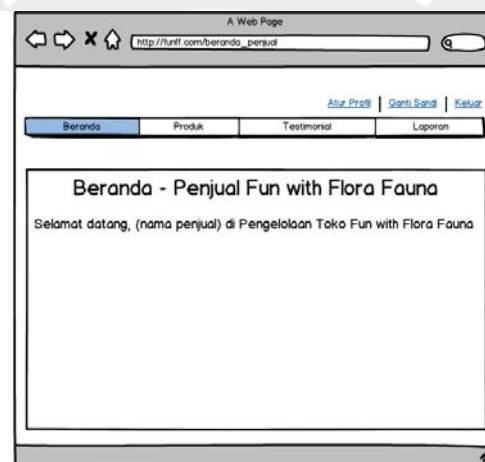 A Web Page
http://funff.com/beranda_penjual
Atur Profil | Ganti Sandi | Keluar
Beranda Produk Testimonial Laporan
Beranda - Penjual Fun with Flora Fauna
Selamat datang, (nama penjual) di Pengelolaan Toko Fun with Flora Fauna